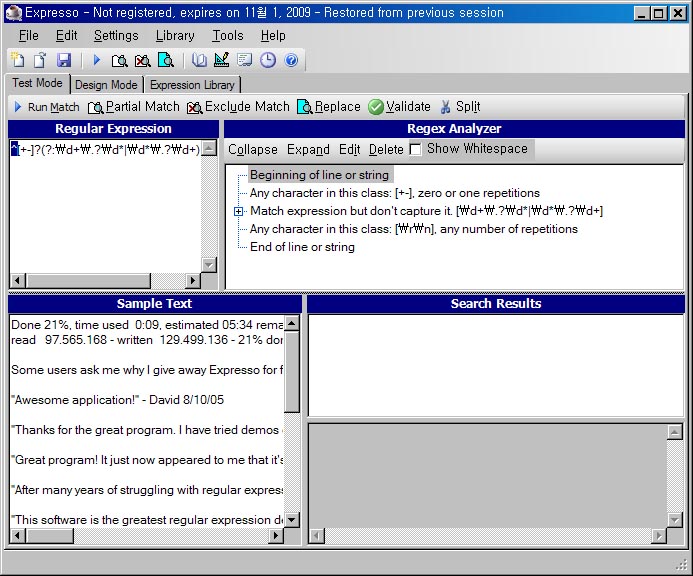 Expresso - Not registered, expires on 11월 1, 2009 - Restored from previous session
File Edit Settings Library Tools Help
Test Mode Design Mode Expression Library
Run Match Partial Match Exclude Match Replace Validate Split
Regular Expression
^[+-]?(?:₩d+₩.?₩d*|₩d*₩.?₩d+)
Regex Analyzer
Collapse Expand Edit Delete Show Whitespace
Beginning of line or string
Any character in this class: [+-], zero or one repetitions
Match expression but don't capture it. [₩d+₩.?₩d*|₩d*₩.?₩d+]
Any character in this class: [₩r₩n], any number of repetitions
End of line or string
Sample Text
Done 21%, time used 0:09, estimated 05:34 rema
read 97.565.168 - written 129.499.136 - 21% dor
Some users ask me why I give away Expresso for f
"Awesome application!" - David 8/10/05
"Thanks for the great program. I have tried demos
"Great program! It just now appeared to me that it's
"After many years of struggling with regular express
"This software is the greatest regular expression de
Search Results